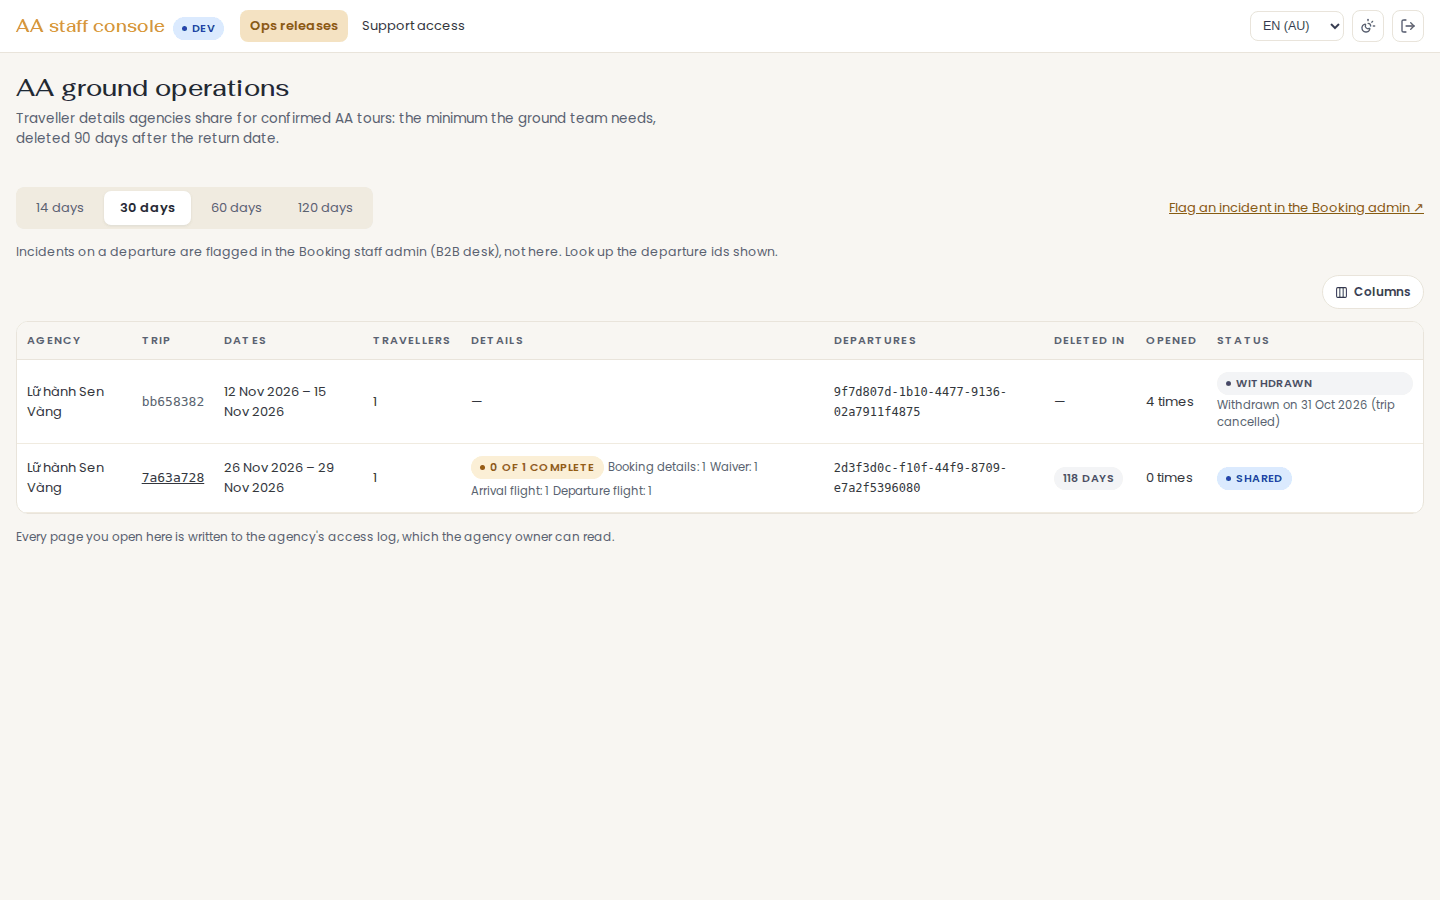 AA staff console
DEV
Ops releases
Support access
EN (AU)
AA ground operations
Traveller details agencies share for confirmed AA tours: the minimum the ground team needs,
deleted 90 days after the return date.
14 days
30 days
60 days
120 days
Flag an incident in the Booking admin ↗
Incidents on a departure are flagged in the Booking staff admin (B2B desk), not here. Look up the departure ids shown.
Columns
AGENCY TRIP DATES TRAVELLERS DETAILS DEPARTURES DELETED IN OPENED STATUS
Lữ hành Sen
Vàng
bb658382
12 Nov 2026 – 15
Nov 2026
1
—
9f7d807d-1b10-4477-9136-
02a7911f4875
—
4 times
WITHDRAWN
Withdrawn on 31 Oct 2026 (trip
cancelled)
Lữ hành Sen
Vàng
7a63a728
26 Nov 2026 – 29
Nov 2026
1
0 OF 1 COMPLETE Booking details: 1 Waiver: 1
Arrival flight: 1 Departure flight: 1
2d3f3d0c-f10f-44f9-8709-
e7a2f5396080
118 DAYS
0 times
SHARED
Every page you open here is written to the agency's access log, which the agency owner can read.